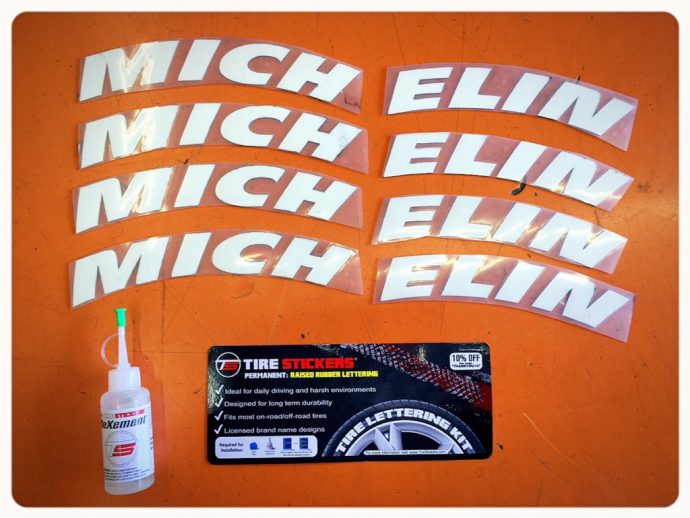 MICH ELIN
MICH ELIN
MICH ELIN
MICH ELIN
TS TIRE STICKERS
PERMANENT: RAISED RUBBER LETTERING
✓ Ideal for daily driving and harsh environments
✓ Designed for long term durability
✓ Fits most on-road/off-road tires
✓ Licensed brand name designs
Required for
Installation:
10% OFF
TIRE LETTERING KIT
TS